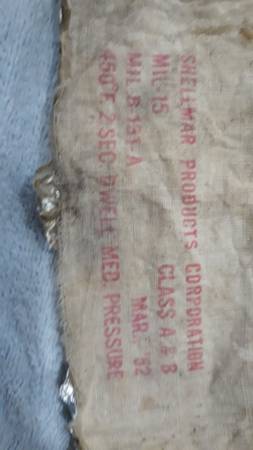 SHELLMAR PRODUCTS CORPORATION
MIL-15 CLASS A & B
MIL-B-131-A MAR. '52
450°F. 2 SEC. DWELL MED. PRESSURE